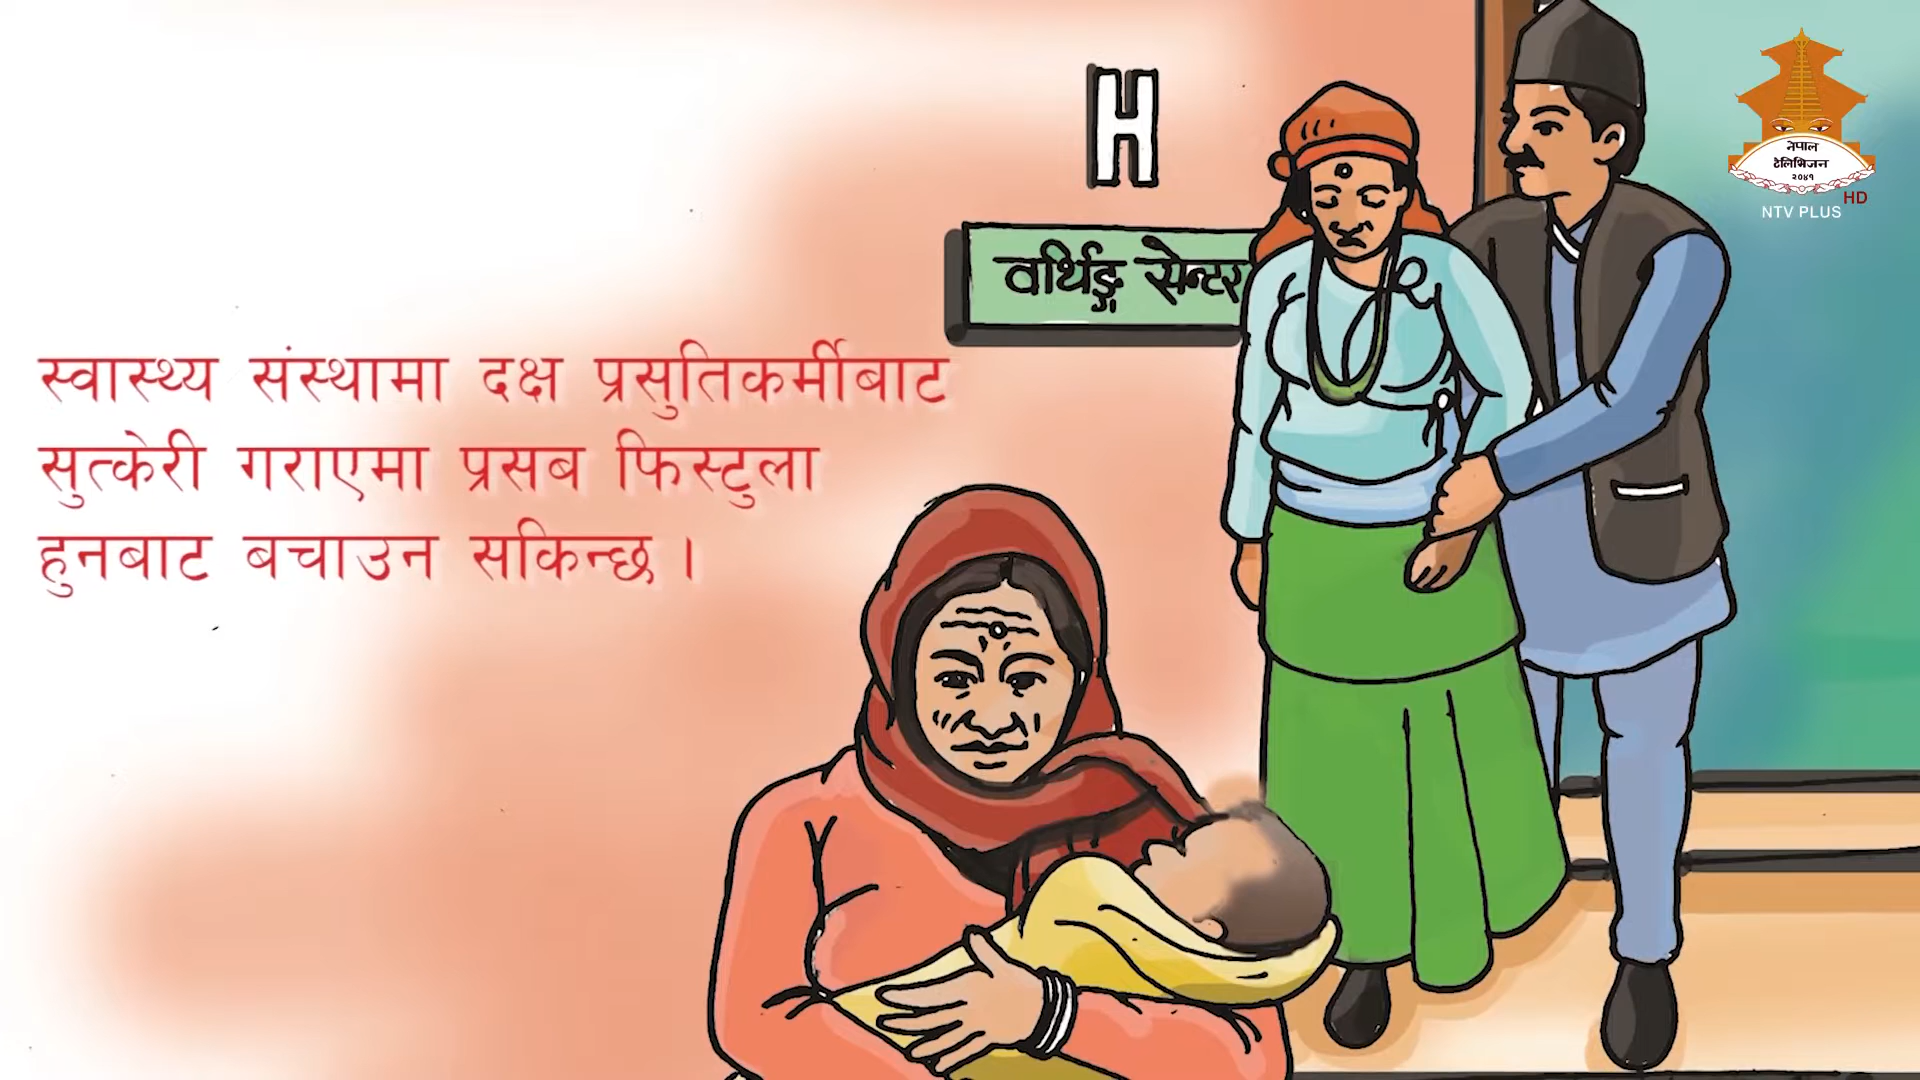 H
वर्थिङ्ग सेन्टर
स्वास्थ्य संस्थामा दक्ष प्रसुतिकर्मीबाट
सुत्केरी गराएमा प्रसब फिस्टुला
हुनबाट बचाउन सकिन्छ ।
नेपाल
टेलिभिजन
२०४१
HD
NTV PLUS